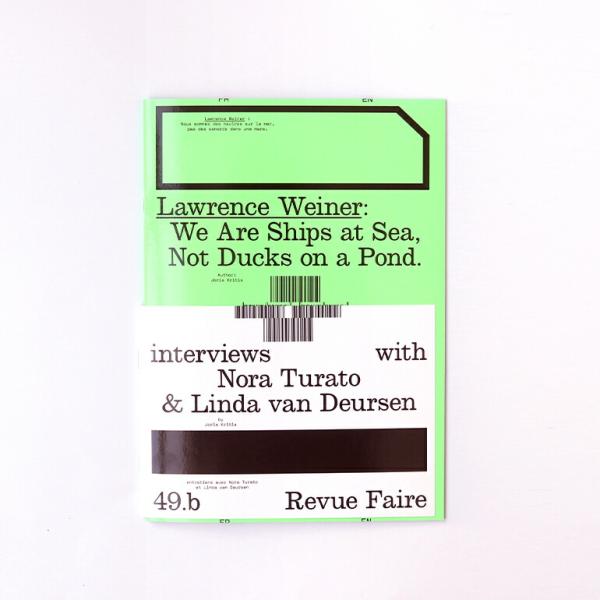 FR EN
Lawrence Weiner :
Nous sommes des navires sur la mer,
pas des canards dans une mare.
Lawrence Weiner:
We Are Ships at Sea,
Not Ducks on a Pond.
Author:
Joris Kritis
interviews with
Nora Turato
& Linda van Deursen
by
Joris Kritis
entretiens avec Nora Turato
et Linda van Deursen
49.b Revue Faire
FR EN